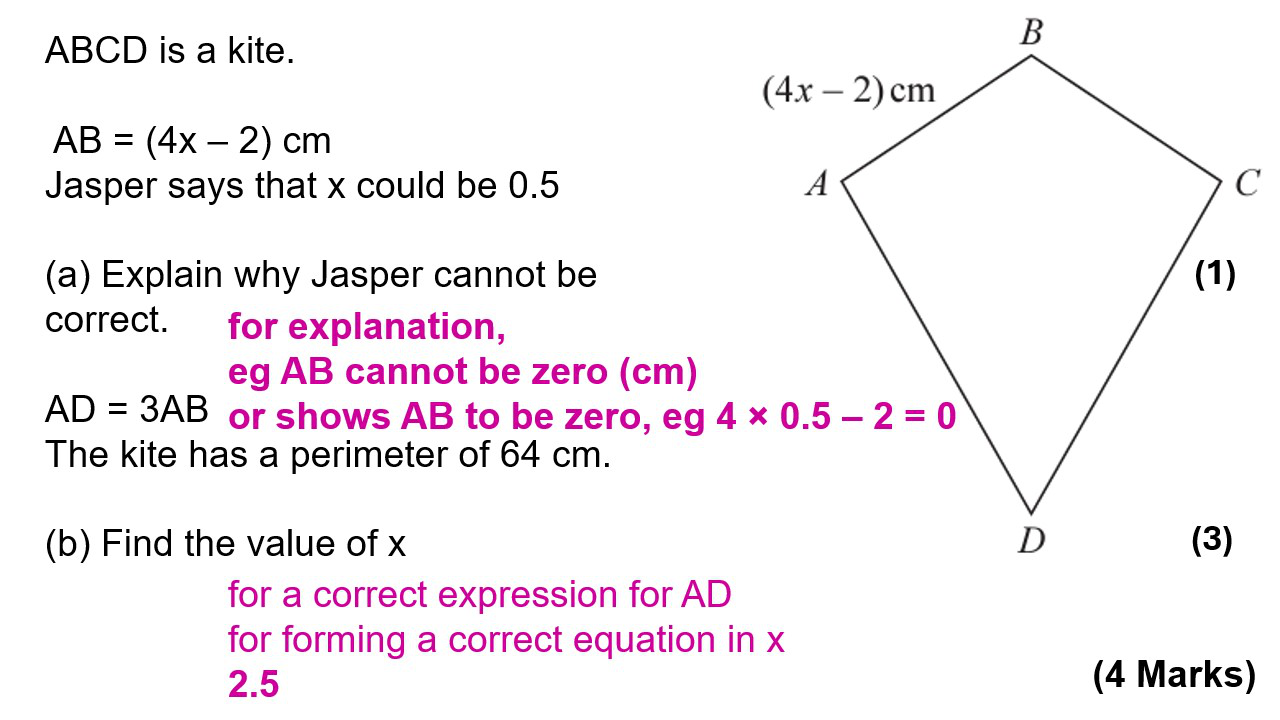 ABCD is a kite.
AB = (4x – 2) cm
Jasper says that x could be 0.5
(a) Explain why Jasper cannot be
correct.
(1)
for explanation,
eg AB cannot be zero (cm)
or shows AB to be zero, eg 4 × 0.5 – 2 = 0
AD = 3AB
The kite has a perimeter of 64 cm.
(b) Find the value of x
(3)
for a correct expression for AD
for forming a correct equation in x
2.5
(4 Marks)
B
(4x – 2) cm
A
C
D